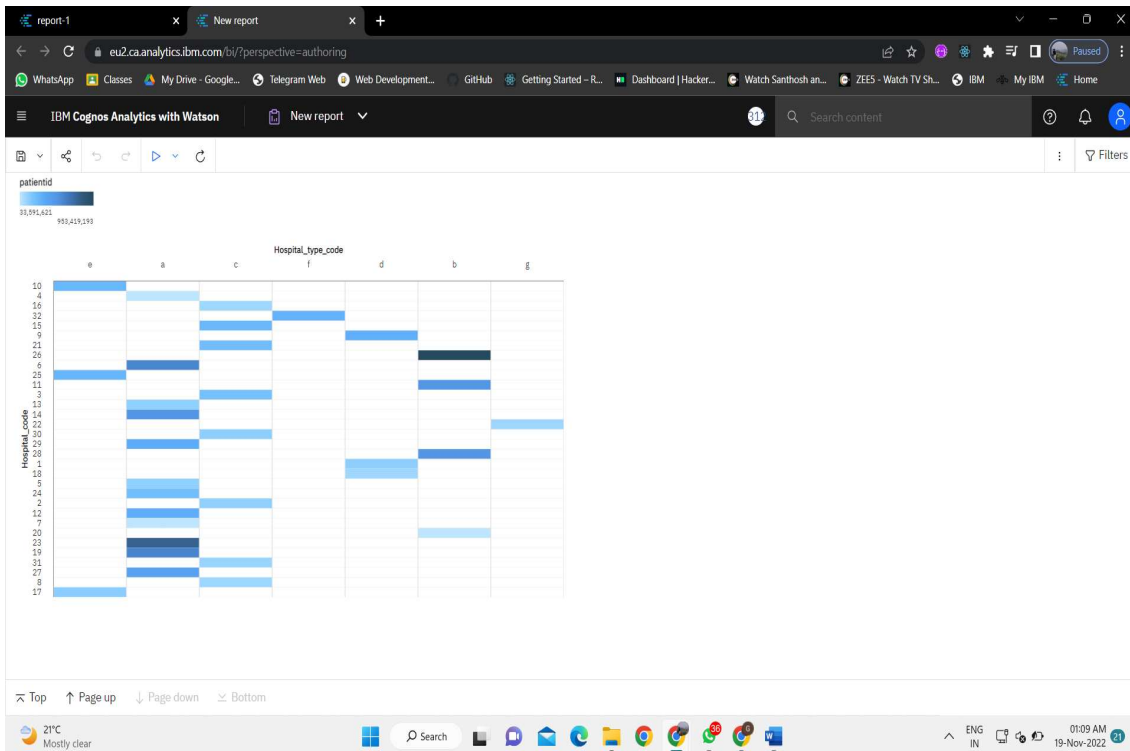 report-1 x New report x +
eu2.ca.analytics.ibm.com/bi/?perspective=authoring Paused
WhatsApp Classes My Drive - Google... Telegram Web Web Development... GitHub Getting Started – R... Dashboard | Hacker... Watch Santhosh an... ZEE5 - Watch TV Sh... IBM My IBM Home
IBM Cognos Analytics with Watson New report Search content
Filters
patientid
33,591,621
953,419,193
Hospital_type_code
e a c f d b g
Hospital_code
10
4
16
32
15
9
21
26
6
25
11
3
13
14
22
30
29
28
1
18
5
24
2
12
7
20
23
19
31
27
8
17
Top Page up Page down Bottom
21°C
Mostly clear
Search
36
ENG
IN
01:09 AM
19-Nov-2022
21